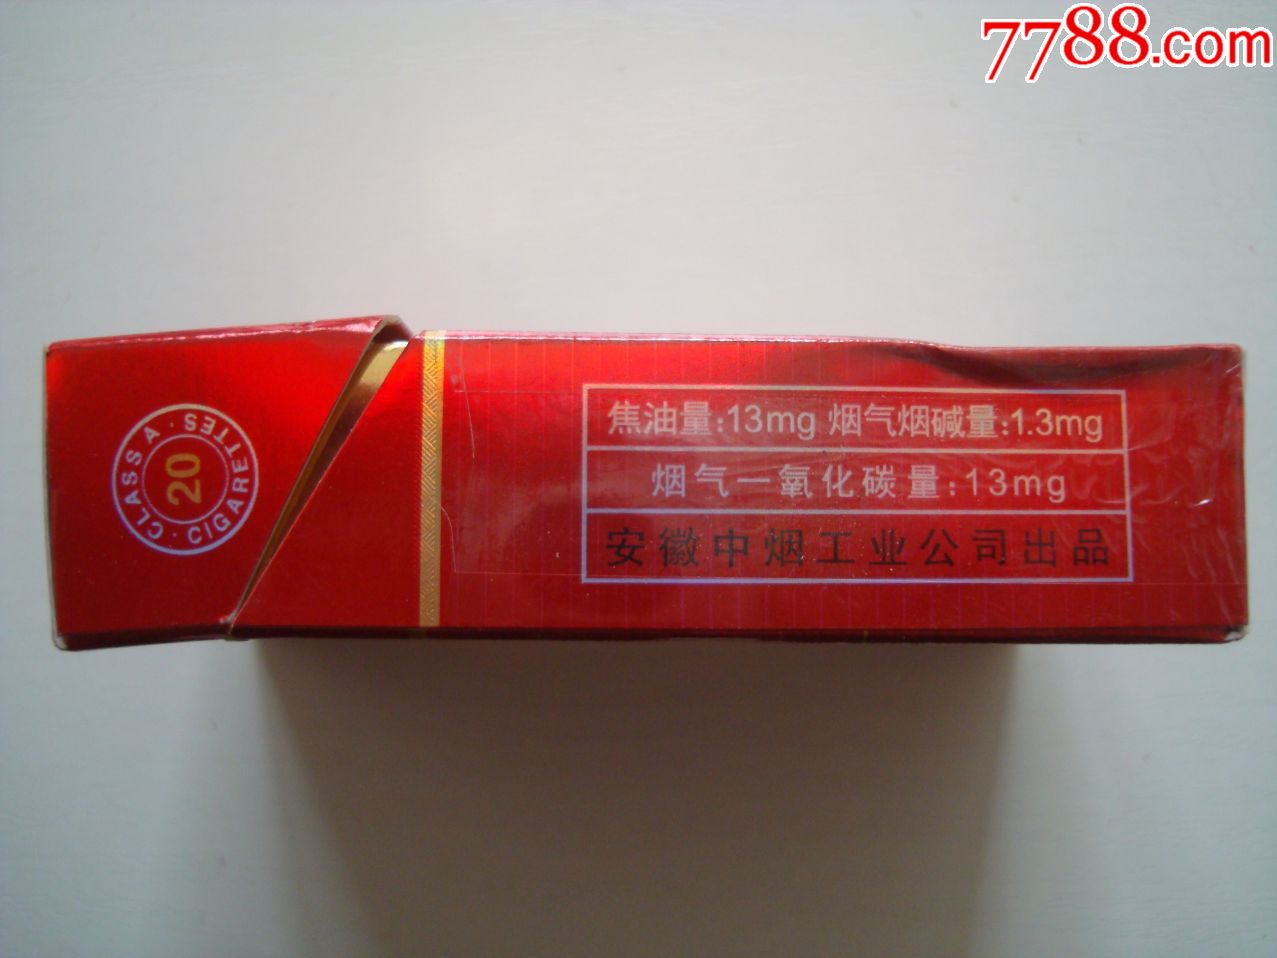 7788.com
焦油量:13mg 烟气烟碱量:1.3mg
烟气一氧化碳量:13mg
安徽中烟工业公司出品
CLASS A · CIGARETTES ·
20